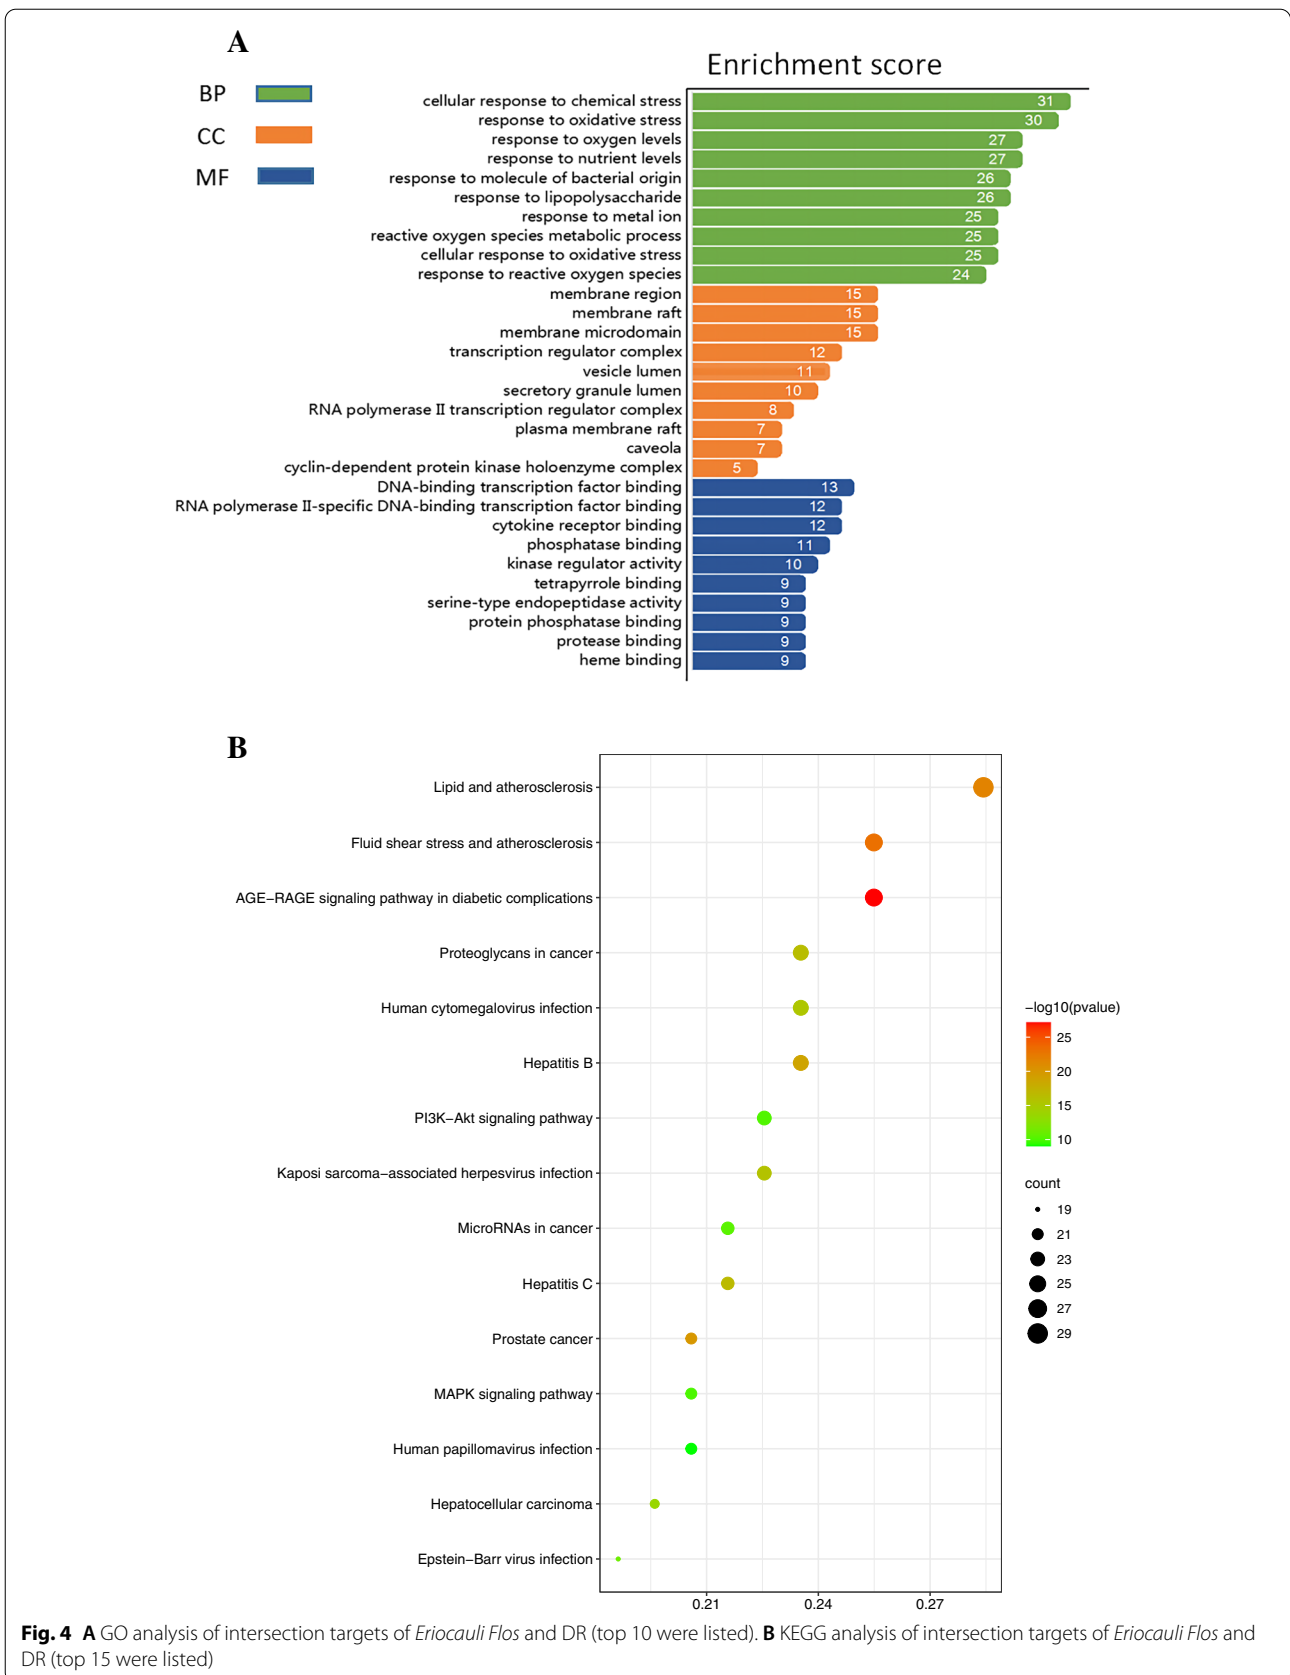 A
Enrichment score
BP
CC
MF
cellular response to chemical stress 31
response to oxidative stress 30
response to oxygen levels 27
response to nutrient levels 27
response to molecule of bacterial origin 26
response to lipopolysaccharide 26
response to metal ion 25
reactive oxygen species metabolic process 25
cellular response to oxidative stress 25
response to reactive oxygen species 24
membrane region 15
membrane raft 15
membrane microdomain 15
transcription regulator complex 12
vesicle lumen 11
secretory granule lumen 10
RNA polymerase II transcription regulator complex 8
plasma membrane raft 7
caveola 7
cyclin-dependent protein kinase holoenzyme complex 5
DNA-binding transcription factor binding 13
RNA polymerase II-specific DNA-binding transcription factor binding 12
cytokine receptor binding 12
phosphatase binding 11
kinase regulator activity 10
tetrapyrrole binding 9
serine-type endopeptidase activity 9
protein phosphatase binding 9
protease binding 9
heme binding 9
B
Lipid and atherosclerosis
Fluid shear stress and atherosclerosis
AGE−RAGE signaling pathway in diabetic complications
Proteoglycans in cancer
Human cytomegalovirus infection
Hepatitis B
PI3K−Akt signaling pathway
Kaposi sarcoma−associated herpesvirus infection
MicroRNAs in cancer
Hepatitis C
Prostate cancer
MAPK signaling pathway
Human papillomavirus infection
Hepatocellular carcinoma
Epstein−Barr virus infection
0.21 0.24 0.27
−log10(pvalue)
25
20
15
10
count
19
21
23
25
27
29
Fig. 4 A GO analysis of intersection targets of Eriocauli Flos and DR (top 10 were listed). B KEGG analysis of intersection targets of Eriocauli Flos and
DR (top 15 were listed)